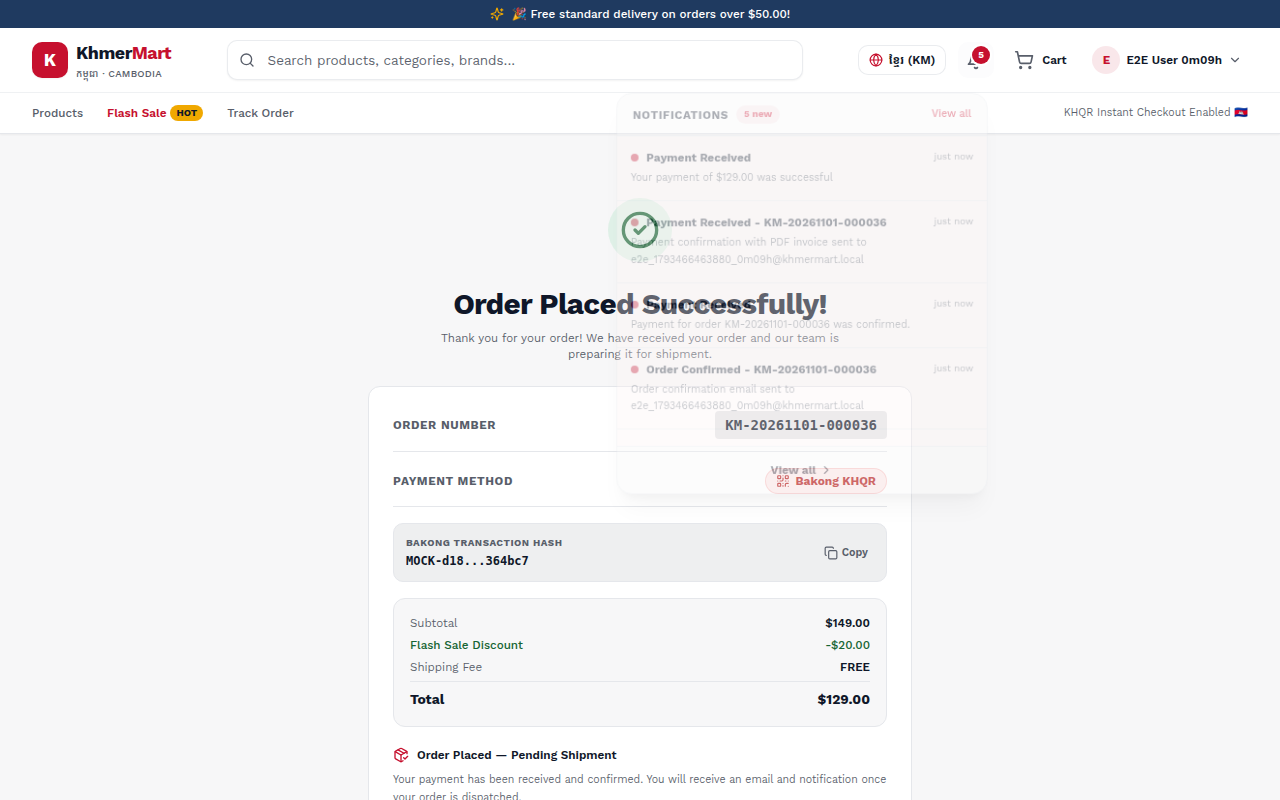 ✨ 🎉 Free standard delivery on orders over $50.00!
K
KhmerMart
កម្ពុជា · CAMBODIA
Search products, categories, brands...
ខ្មែរ (KM)
5
Cart
E
E2E User 0m09h
Products
Flash Sale
HOT
Track Order
KHQR Instant Checkout Enabled 🇰🇭
NOTIFICATIONS
5 new
View all
Payment Received
just now
Your payment of $129.00 was successful
Payment Received - KM-20261101-000036
just now
Payment confirmation with PDF invoice sent to
e2e_1793466463880_0m09h@khmermart.local
Payment Received
just now
Payment for order KM-20261101-000036 was confirmed.
Order Confirmed - KM-20261101-000036
just now
Order confirmation email sent to
e2e_1793466463880_0m09h@khmermart.local
View all
Order Placed Successfully!
Thank you for your order! We have received your order and our team is
preparing it for shipment.
ORDER NUMBER
KM-20261101-000036
PAYMENT METHOD
Bakong KHQR
BAKONG TRANSACTION HASH
MOCK-d18...364bc7
Copy
Subtotal
$149.00
Flash Sale Discount
-$20.00
Shipping Fee
FREE
Total
$129.00
Order Placed — Pending Shipment
Your payment has been received and confirmed. You will receive an email and notification once
your order is dispatched.